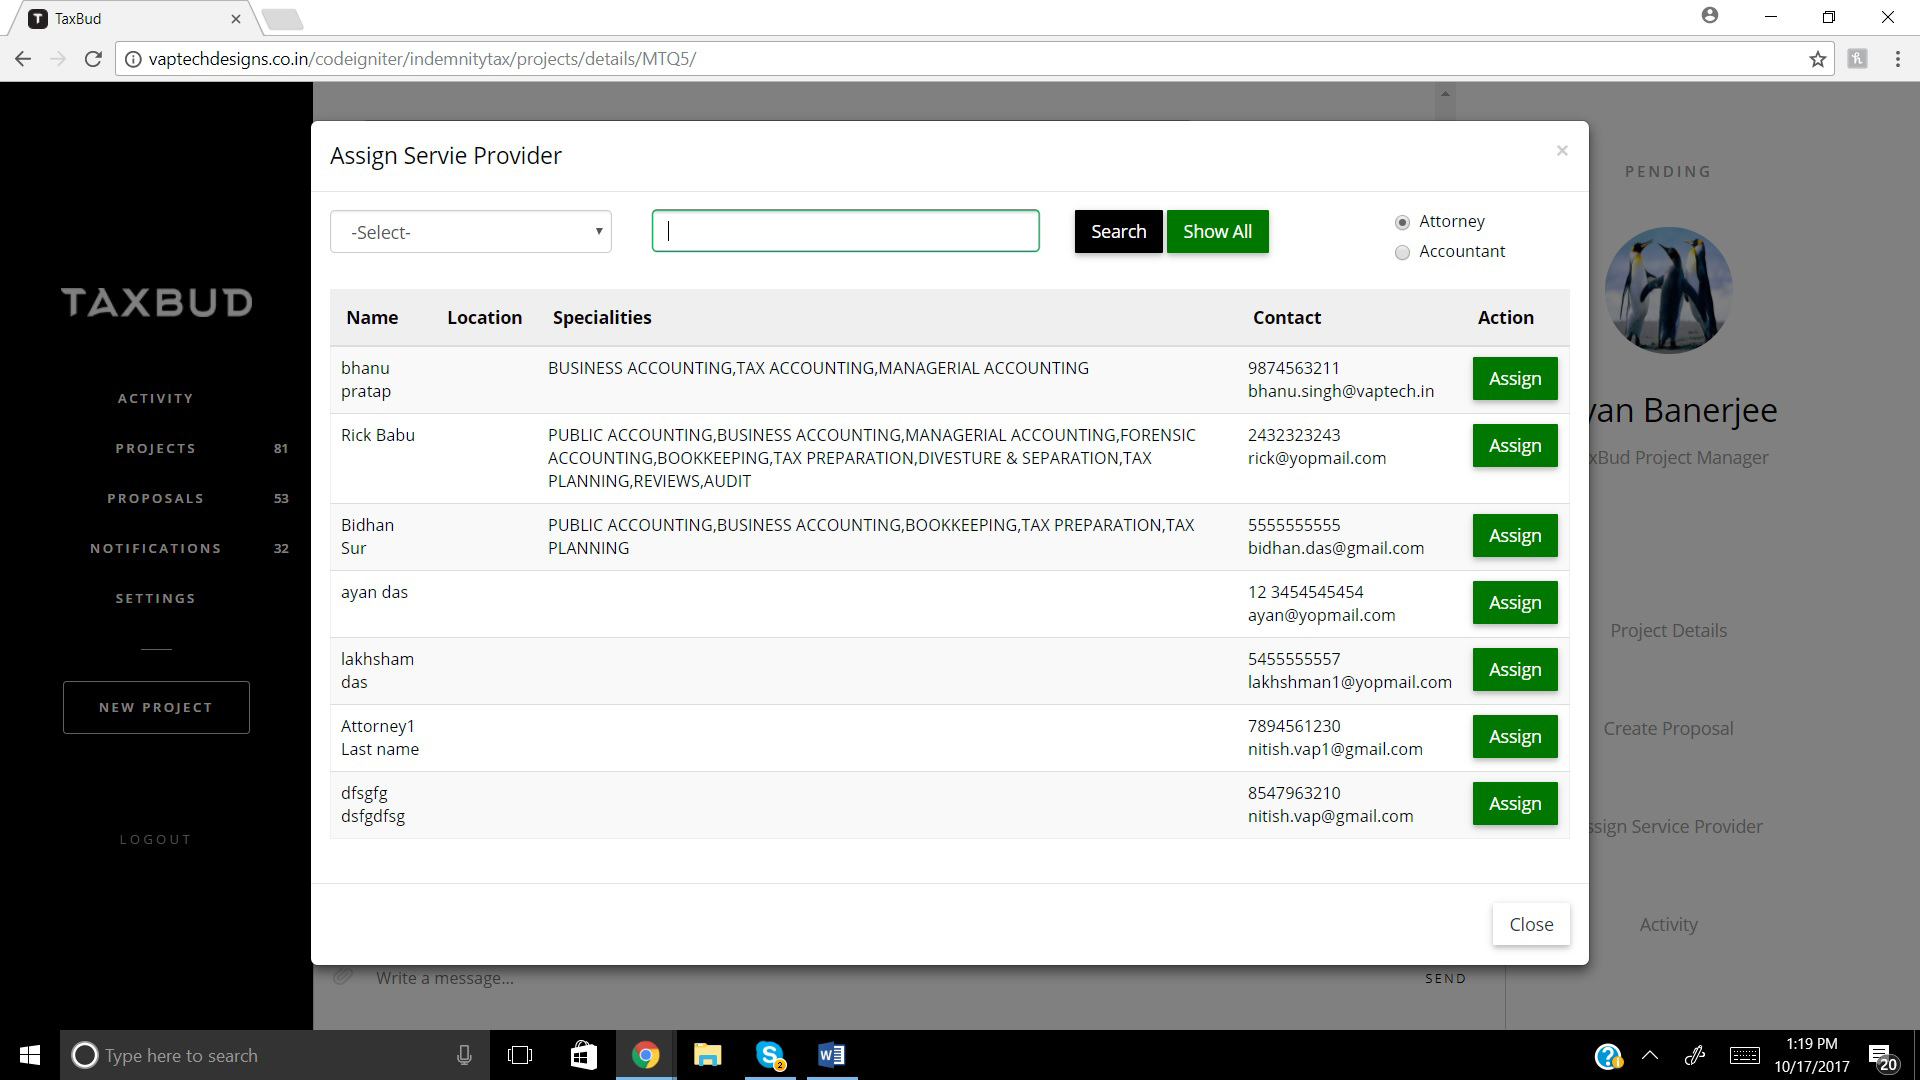 TaxBud
vaptechdesigns.co.in/codeigniter/indemnitytax/projects/details/MTQ5/
TAXBUD
ACTIVITY
PROJECTS 81
PROPOSALS 53
NOTIFICATIONS 32
SETTINGS
NEW PROJECT
LOGOUT
Assign Servie Provider
×
-Select-
Search
Show All
Attorney
Accountant
Name Location Specialities Contact Action
bhanu BUSINESS ACCOUNTING,TAX ACCOUNTING,MANAGERIAL ACCOUNTING 9874563211 Assign
pratap bhanu.singh@vaptech.in
Rick Babu PUBLIC ACCOUNTING,BUSINESS ACCOUNTING,MANAGERIAL ACCOUNTING,FORENSIC 2432323243 Assign
ACCOUNTING,BOOKKEEPING,TAX PREPARATION,DIVESTURE & SEPARATION,TAX rick@yopmail.com
PLANNING,REVIEWS,AUDIT
Bidhan PUBLIC ACCOUNTING,BUSINESS ACCOUNTING,BOOKKEEPING,TAX PREPARATION,TAX 5555555555 Assign
Sur PLANNING bidhan.das@gmail.com
ayan das 12 3454545454 Assign
ayan@yopmail.com
lakhsham 5455555557 Assign
das lakhshman1@yopmail.com
Attorney1 7894561230 Assign
Last name nitish.vap1@gmail.com
dfsgfg 8547963210 Assign
dsfgdfsg nitish.vap@gmail.com
Close
PENDING
yan Banerjee
xBud Project Manager
Project Details
Create Proposal
ssign Service Provider
Activity
Write a message...
SEND
Type here to search
2
1:19 PM
10/17/2017
20